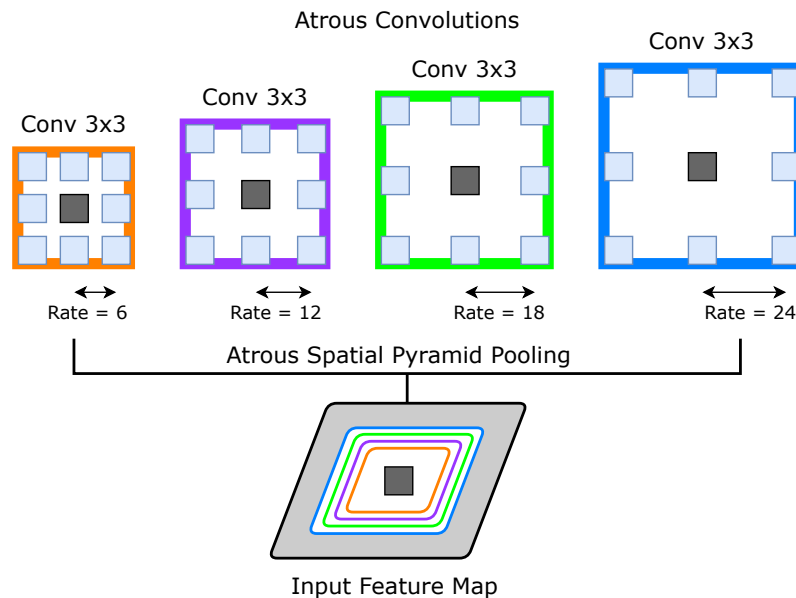 Atrous Convolutions
Conv 3x3
Conv 3x3
Conv 3x3
Conv 3x3
Rate = 6
Rate = 12
Rate = 18
Rate = 24
Atrous Spatial Pyramid Pooling
Input Feature Map